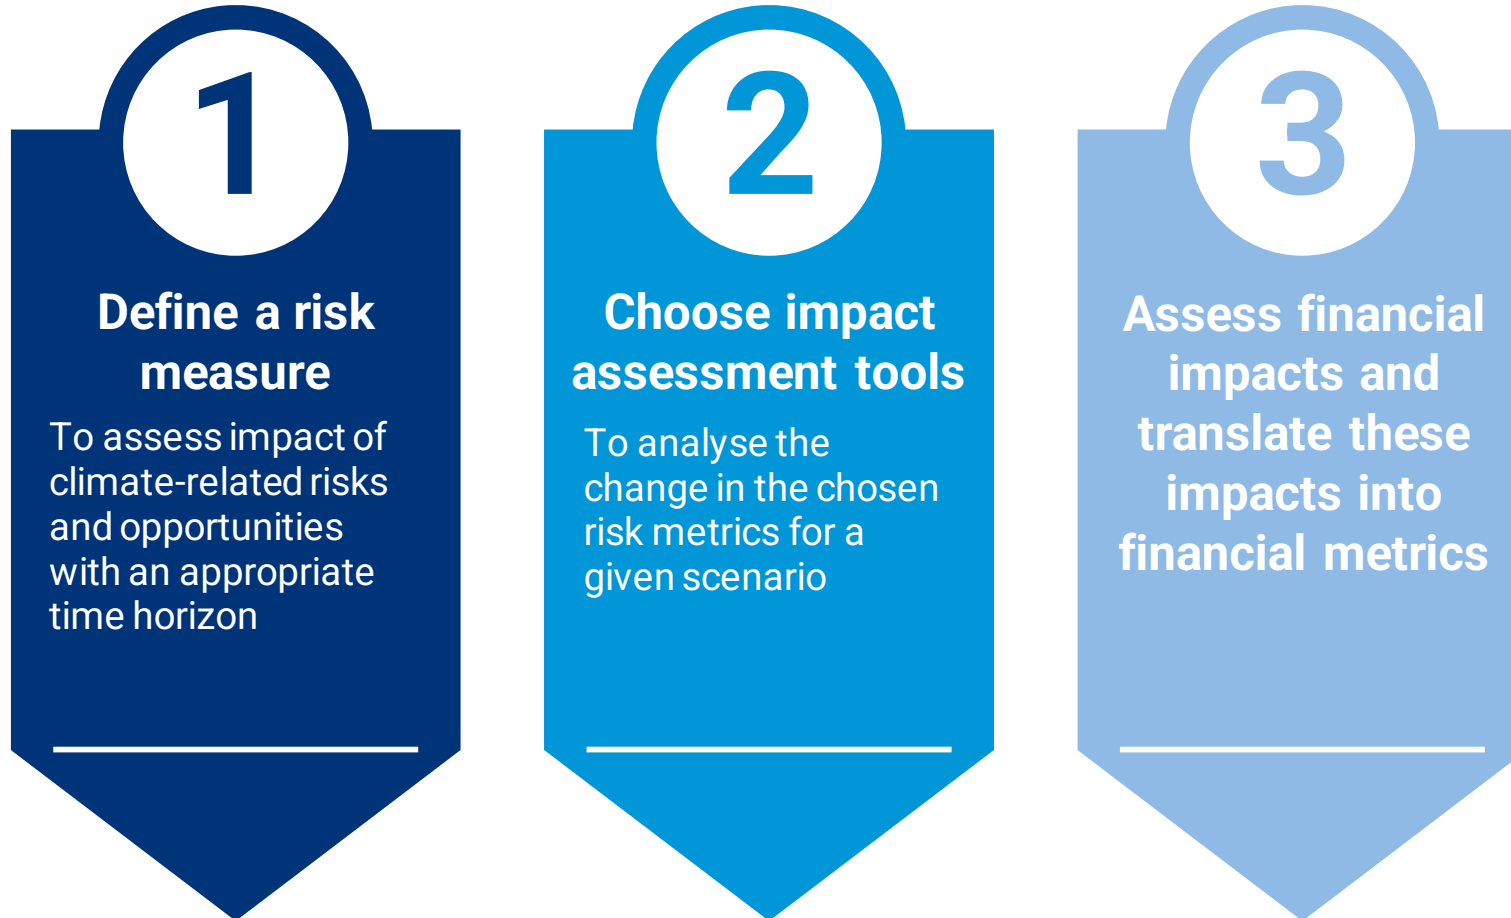 1
Define a risk
measure
To assess impact of
climate-related risks
and opportunities
with an appropriate
time horizon
2
Choose impact
assessment tools
To analyse the
change in the chosen
risk metrics for a
given scenario
3
Assess financial
impacts and
translate these
impacts into
financial metrics